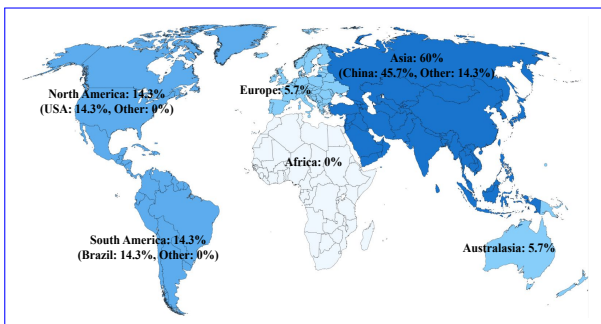 Asia: 60%
(China: 45.7%, Other: 14.3%)
North America: 14.3%
(USA: 14.3%, Other: 0%)
Europe: 5.7%
Africa: 0%
South America: 14.3%
(Brazil: 14.3%, Other: 0%)
Australasia: 5.7%